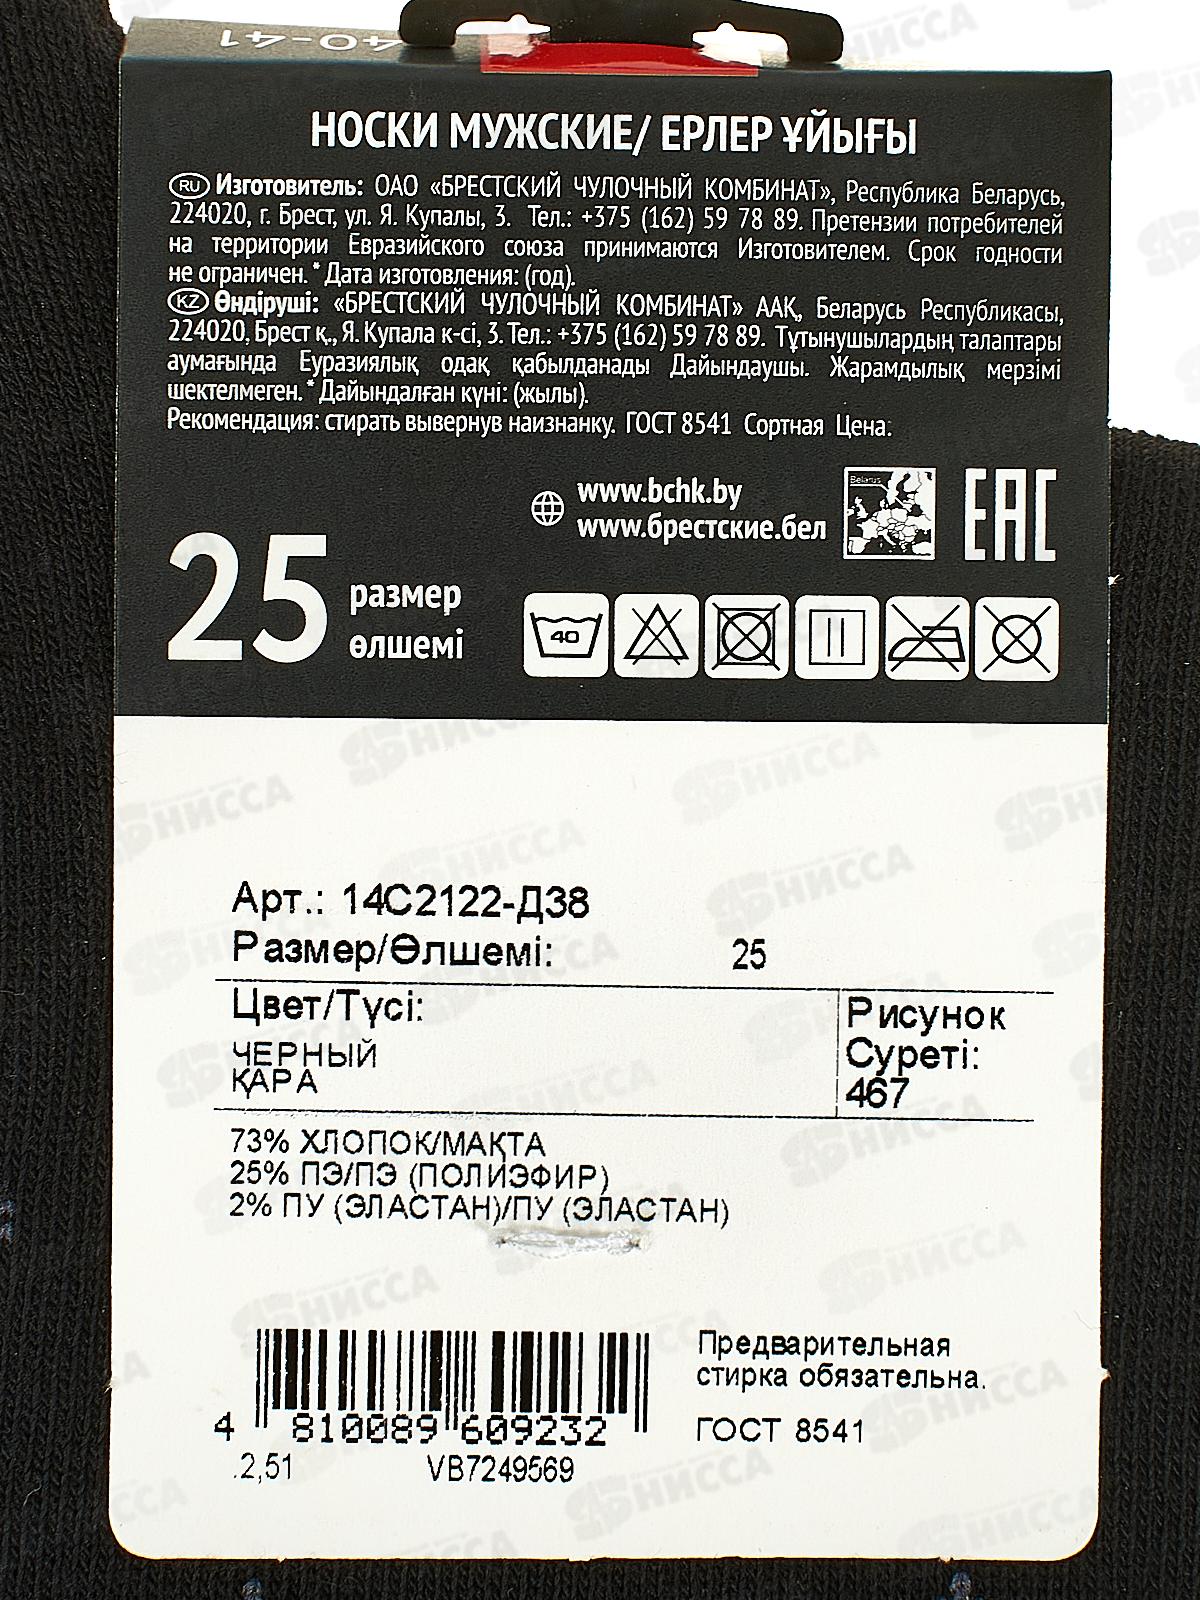 40-41
НОСКИ МУЖСКИЕ/ ЕРЛЕР ҰЙЫҒЫ
RU Изготовитель: ОАО «БРЕСТСКИЙ ЧУЛОЧНЫЙ КОМБИНАТ», Республика Беларусь,
224020, г. Брест, ул. Я. Купалы, 3. Тел.: +375 (162) 59 78 89. Претензии потребителей
на территории Евразийского союза принимаются Изготовителем. Срок годности
не ограничен. * Дата изготовления: (год).
KZ Өндіруші: «БРЕСТСКИЙ ЧУЛОЧНЫЙ КОМБИНАТ» ААҚ, Беларусь Республикасы,
224020, Брест қ., Я. Купала к-сі, 3. Тел.: +375 (162) 59 78 89. Тұтынушылардың талаптары
аумағында Еуразиялық одақ қабылданады Дайындаушы. Жарамдылық мерзімі
шектелмеген. * Дайындалған күні: (жылы).
Рекомендация: стирать вывернув наизнанку. ГОСТ 8541 Сортная Цена:
www.bchk.by
www.брестские.бел
Belarus
EAC
25 размер
өлшемі
40
Арт.: 14С2122-Д38
Размер/Өлшемі: 25
Цвет/Түсі:
ЧЕРНЫЙ
ҚАРА
Рисунок
Суреті:
467
73% ХЛОПОК/МАҚТА
25% ПЭ/ПЭ (ПОЛИЭФИР)
2% ПУ (ЭЛАСТАН)/ПУ (ЭЛАСТАН)
Предварительная
стирка обязательна.
ГОСТ 8541
4 810089 609232
.2,51 VB7249569
НИССА